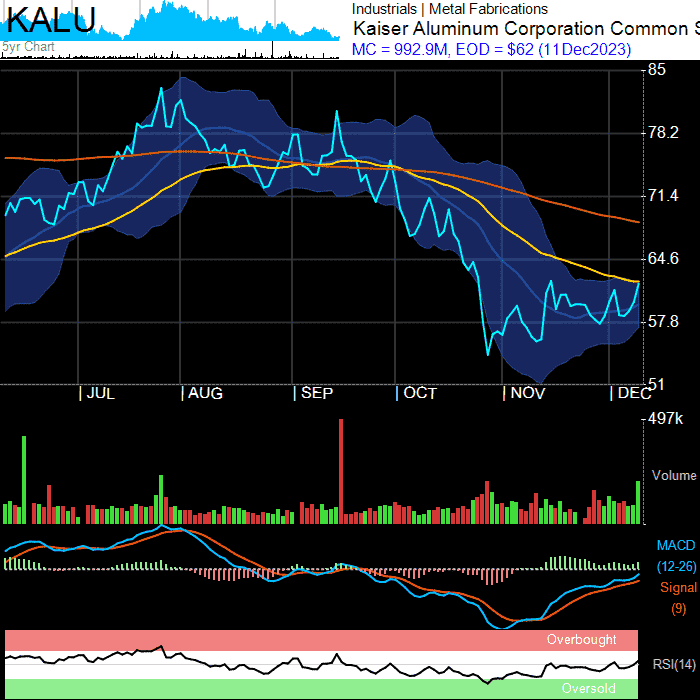 KALU
5yr Chart
Industrials | Metal Fabrications
Kaiser Aluminum Corporation Common S
MC = 992.9M, EOD = $62 (11Dec2023)
85
78.2
71.4
64.6
57.8
51
JUL AUG SEP OCT NOV DEC
497k
Volume
MACD
(12-26)
Signal
(9)
Overbought
RSI(14)
Oversold